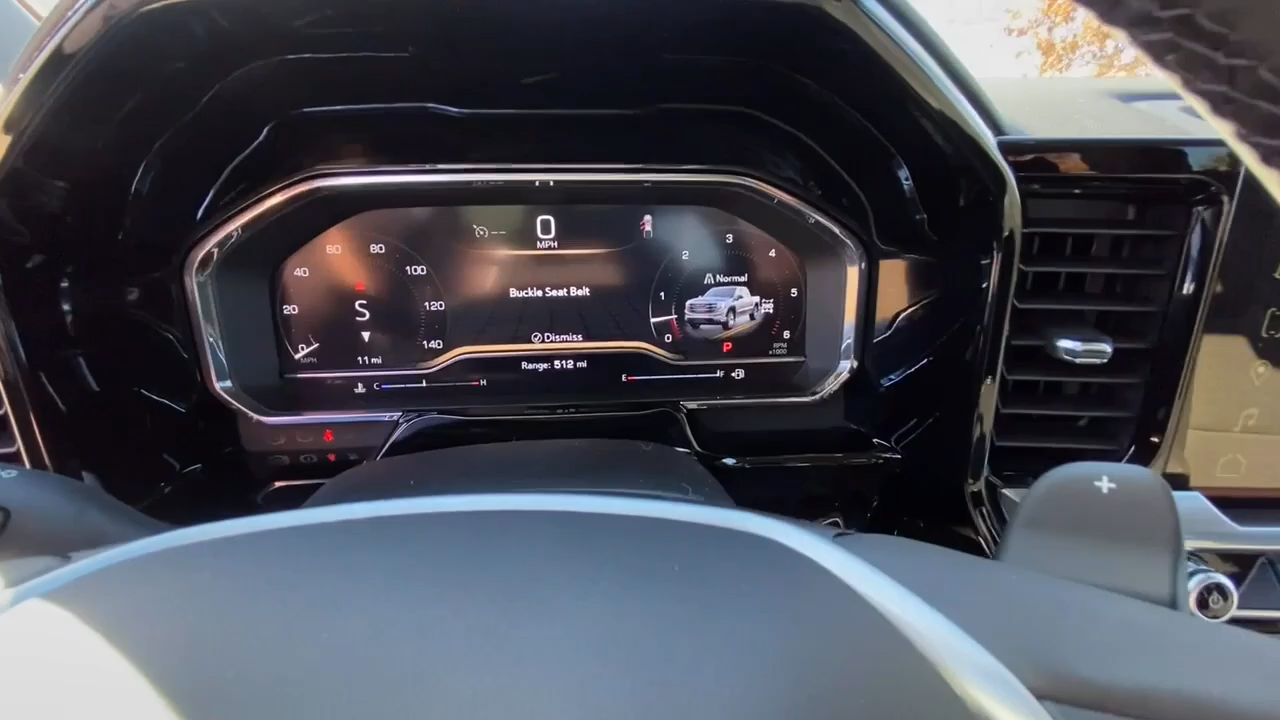 0
MPH
60 80
40 100
20 120
0 140
MPH
S
11 mi
Buckle Seat Belt
Dismiss
Range: 512 mi
3
2 4
1 5
0 6
Normal
P
RPM
x1000
C H
E F
+